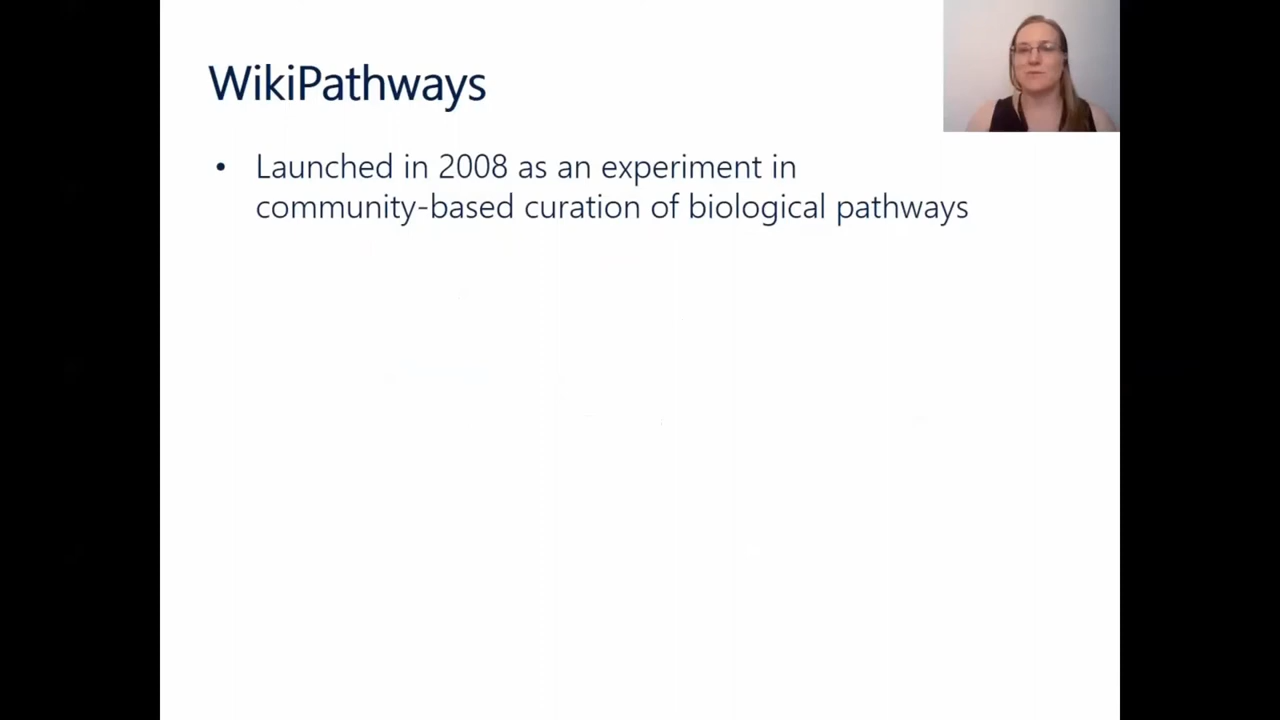 WikiPathways
• Launched in 2008 as an experiment in
community-based curation of biological pathways